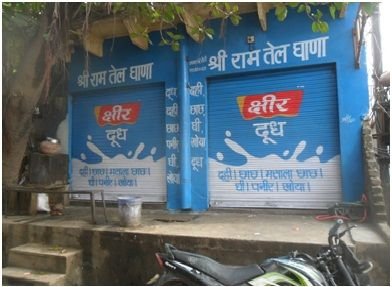 श्री राम तेल घाणा
श्री राम तेल घाणा
क्षीर
दूध
दही। छाछ। मसाला छाछ।
घी। पनीर। खोया।
दूध
दही
छाछ
पनीर
घी
खोया
क्षीर
दूध
दही। छाछ। मसाला छाछ।
घी। पनीर। खोया।